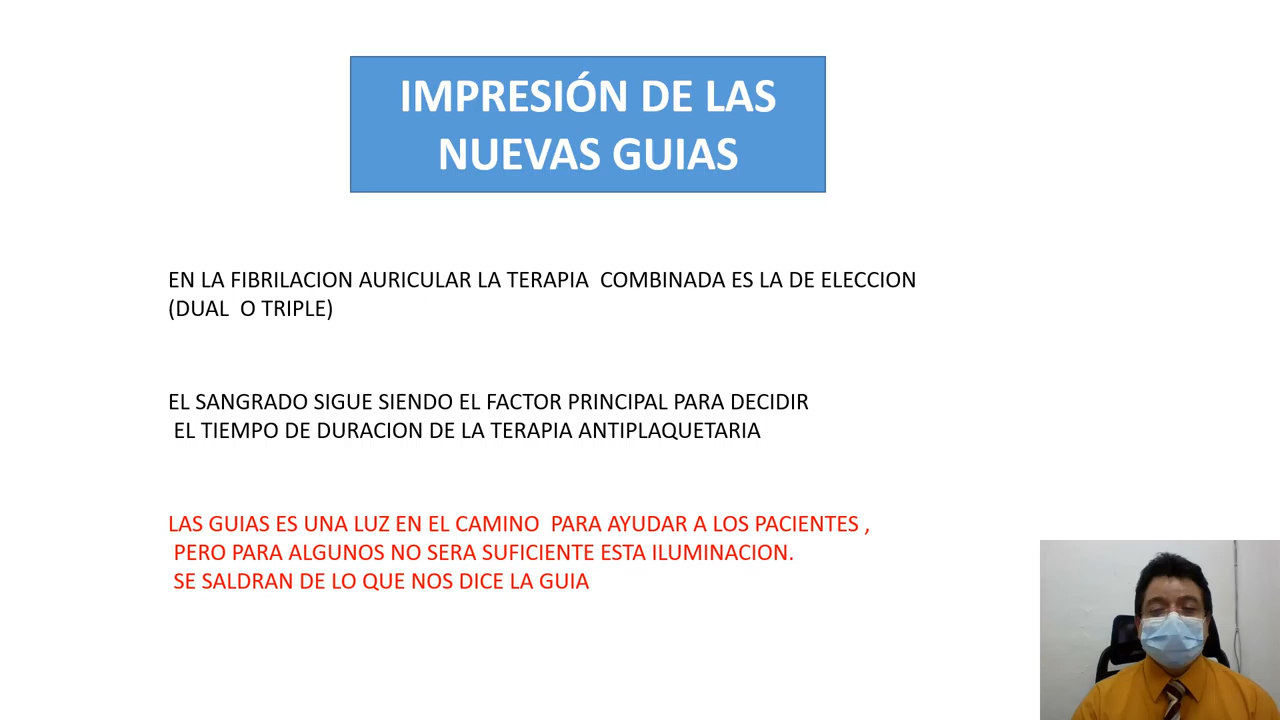 IMPRESIÓN DE LAS
NUEVAS GUIAS
EN LA FIBRILACION AURICULAR LA TERAPIA COMBINADA ES LA DE ELECCION
(DUAL O TRIPLE)
EL SANGRADO SIGUE SIENDO EL FACTOR PRINCIPAL PARA DECIDIR
EL TIEMPO DE DURACION DE LA TERAPIA ANTIPLAQUETARIA
LAS GUIAS ES UNA LUZ EN EL CAMINO PARA AYUDAR A LOS PACIENTES ,
PERO PARA ALGUNOS NO SERA SUFICIENTE ESTA ILUMINACION.
SE SALDRAN DE LO QUE NOS DICE LA GUIA